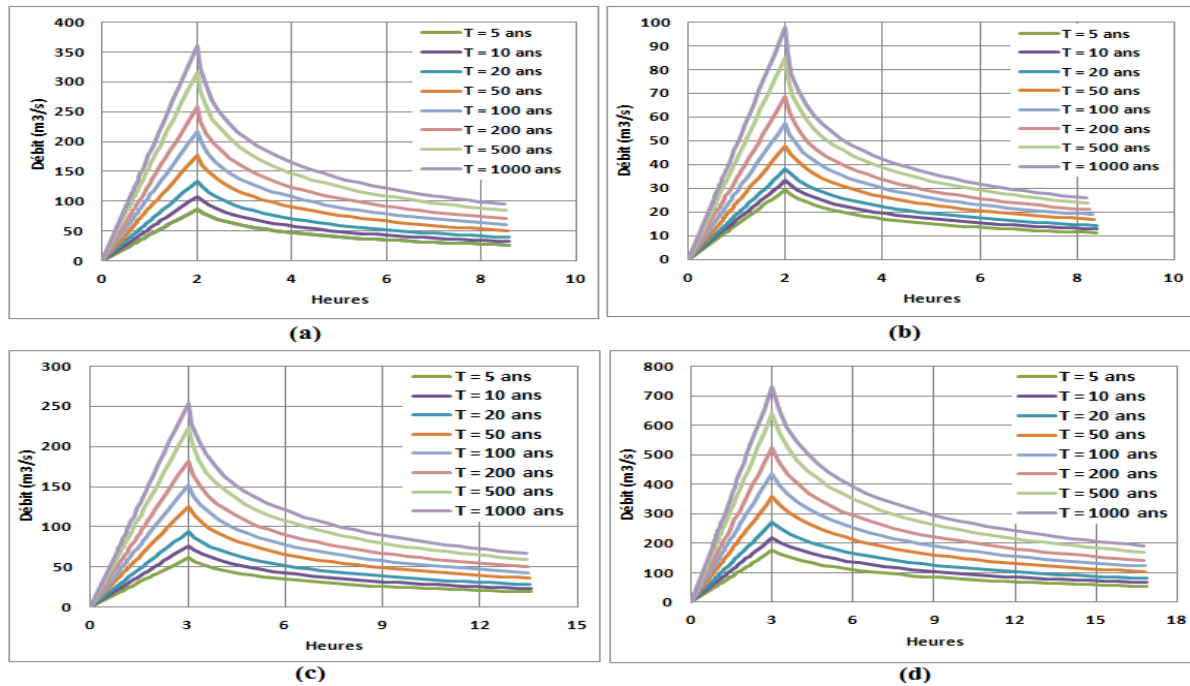 400
350
300
250
200
150
100
50
0
Débit (m3/s)
0 2 4 6 8 10
Heures
T = 5 ans
T = 10 ans
T = 20 ans
T = 50 ans
T = 100 ans
T = 200 ans
T = 500 ans
T = 1000 ans
(a)
100
90
80
70
60
50
40
30
20
10
0
Débit (m3/s)
0 2 4 6 8 10
Heures
T = 5 ans
T = 10 ans
T = 20 ans
T = 50 ans
T = 100 ans
T = 200 ans
T = 500 ans
T = 1000 ans
(b)
300
250
200
150
100
50
0
Débit (m3/s)
0 3 6 9 12 15
Heures
T = 5 ans
T = 10 ans
T = 20 ans
T = 50 ans
T = 100 ans
T = 200 ans
T = 500 ans
T = 1000 ans
(c)
800
700
600
500
400
300
200
100
0
Débit (m3/s)
0 3 6 9 12 15 18
Heures
T = 5 ans
T = 10 ans
T = 20 ans
T = 50 ans
T = 100 ans
T = 200 ans
T = 500 ans
T = 1000 ans
(d)